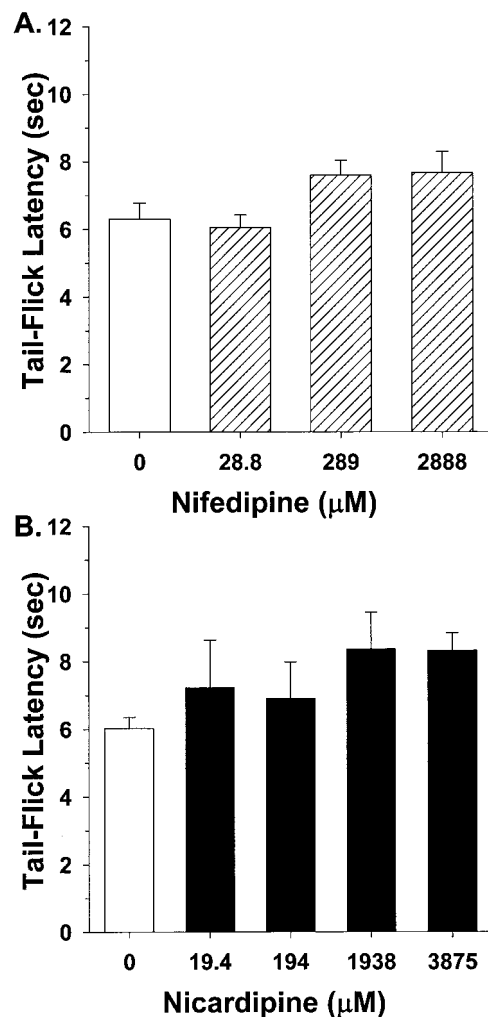 A.
Tail-Flick Latency (sec)
12
10
8
6
4
2
0
0 28.8 289 2888
Nifedipine (μM)
B.
Tail-Flick Latency (sec)
12
10
8
6
4
2
0
0 19.4 194 1938 3875
Nicardipine (μM)